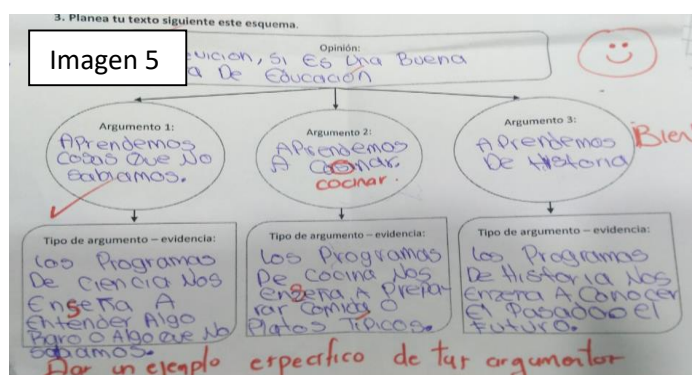 3. Planea tu texto siguiente este esquema.
Imagen 5
Opinión:
evicion, Si Es una Buena
a De Educación
Argumento 1:
APrendemos
Cosas Que No
Sabiamos.
Argumento 2:
APrendemos
A
cocinar.
Argumento 3:
APrendemos
De Historia
¡Bien!
Tipo de argumento – evidencia:
Los Programas
De Ciencia Nos
Enseña A
Entender Algo
Raro O Algo Que No
Sabiamos.
Tipo de argumento – evidencia:
Los Programas
De Cocina Nos
Enseña A Prepa-
rar Comida O
Platos Tipicos.
Tipo de argumento – evidencia:
Los Programas
De Historia Nos
Enzena A Conocer
El Pasado o el
Futuro.
Dar un ejemplo especifico de tus argumentos